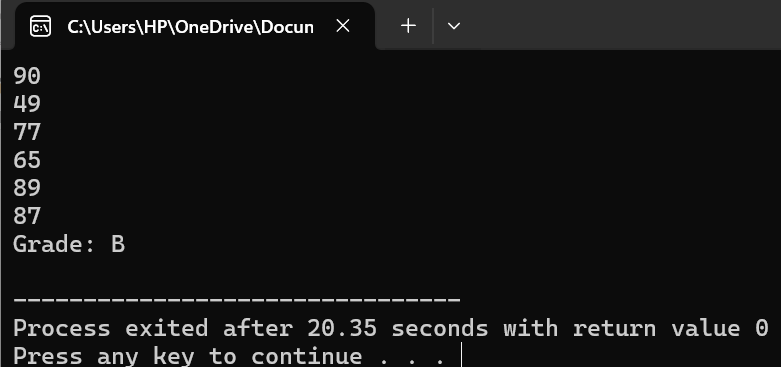 C:\Users\HP\OneDrive\Docun
90
49
77
65
89
87
Grade: B
--------------------------------
Process exited after 20.35 seconds with return value 0
Press any key to continue . . .